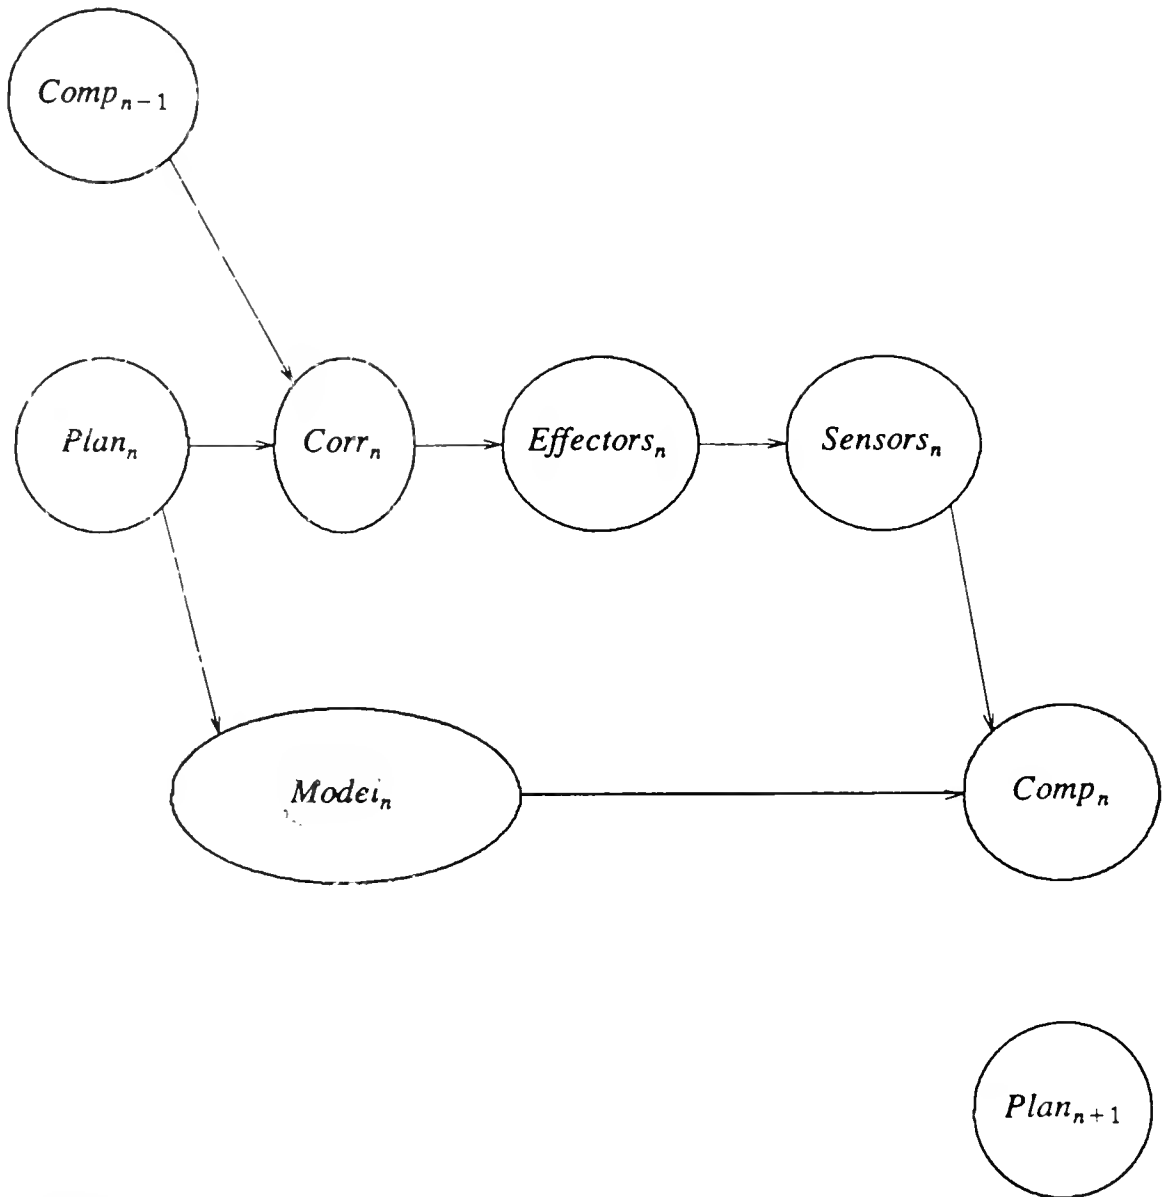 Comp_{n-1}
Plan_n
Corr_n
Effectors_n
Sensors_n
Model_n
Comp_n
Plan_{n+1}